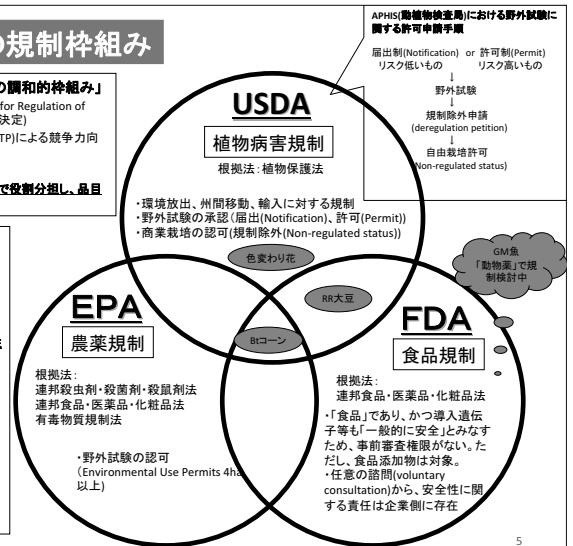 の規制枠組み
の調和的枠組み」
for Regulation of
決定)
TP)による競争力向
で役割分担し、品目
APHIS(動植物検査局)における野外試験に
関する許可申請手順
届出制(Notification) or 許可制(Permit)
リスク低いもの リスク高いもの
↓
野外試験
↓
規制除外申請
(deregulation petition)
↓
自由栽培許可
(Non-regulated status)
USDA
植物病害規制
根拠法:植物保護法
・環境放出、州間移動、輸入に対する規制
・野外試験の承認(届出(Notification)、許可(Permit))
・商業栽培の認可(規制除外(Non-regulated status))
色変わり花
RR大豆
Btコーン
GM魚
「動物薬」で規
制検討中
EPA
農薬規制
根拠法:
連邦殺虫剤・殺菌剤・殺鼠剤法
連邦食品・医薬品・化粧品法
有毒物質規制法
・野外試験の認可
(Environmental Use Permits 4ha
以上)
FDA
食品規制
根拠法:
連邦食品・医薬品・化粧品法
・「食品」であり、かつ導入遺伝
子等も「一般的に安全」とみなす
ため、事前審査権限がない。た
だし、食品添加物は対象。
・任意の諮問(voluntary
consultation)から、安全性に関
する責任は企業側に存在
5